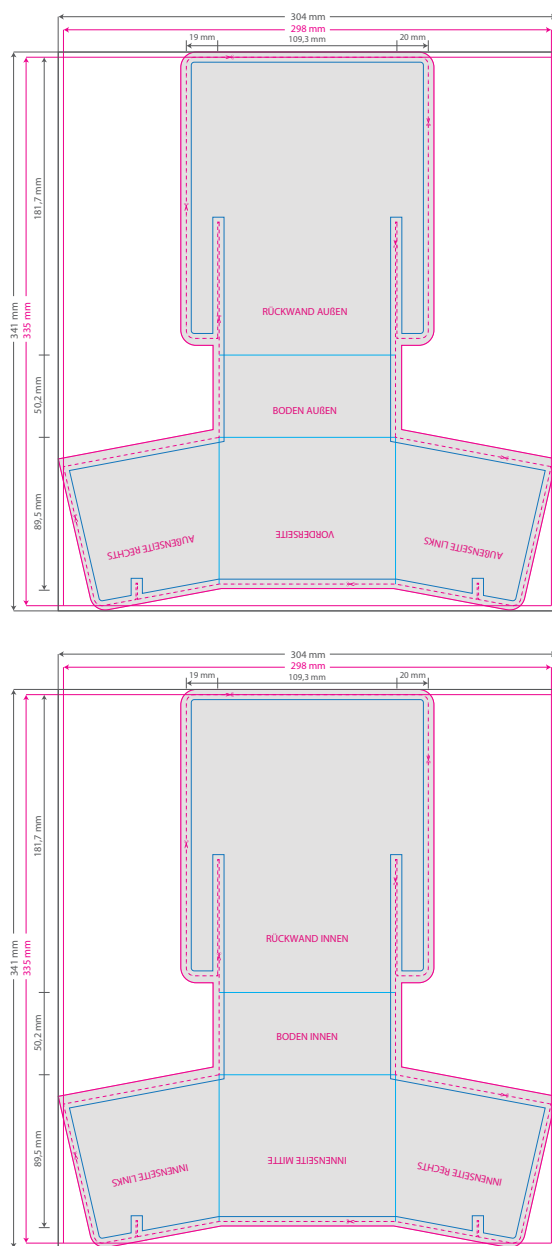 304 mm
298 mm
19 mm
109,3 mm
20 mm
181,7 mm
341 mm
335 mm
RÜCKWAND AUßEN
50,2 mm
BODEN AUßEN
89,5 mm
AUßENSEITE RECHTS
VORDERSEITE
AUßENSEITE LINKS
304 mm
298 mm
19 mm
109,3 mm
20 mm
181,7 mm
341 mm
335 mm
RÜCKWAND INNEN
50,2 mm
BODEN INNEN
89,5 mm
INNENSEITE LINKS
INNENSEITE MITTE
INNENSEITE RECHTS